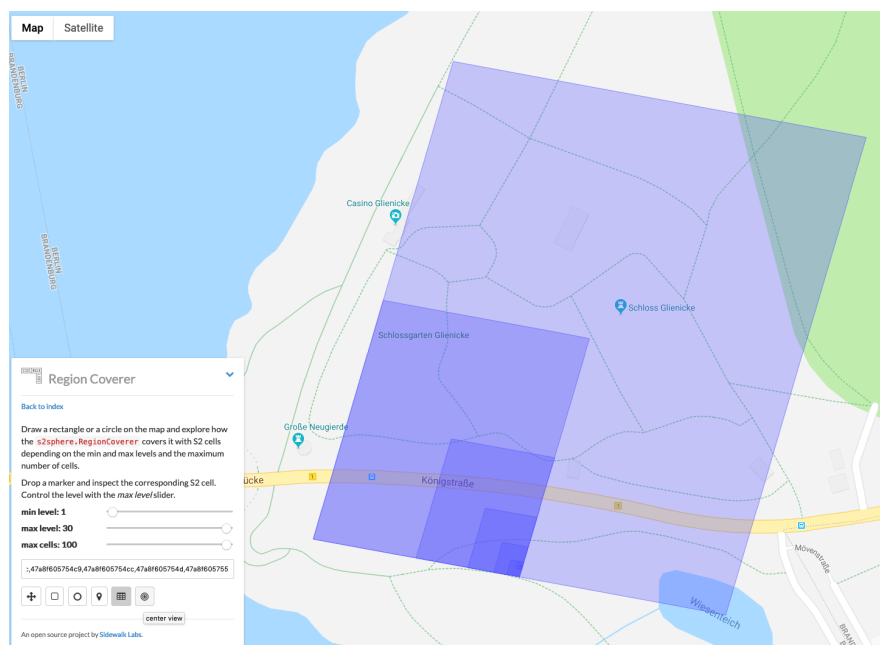 Map Satellite
BERLIN
BRANDENBURG
BERLIN
BRANDENBURG
Casino Glienicke
Schloss Glienicke
Schlossgarten Glienicke
Große Neugierde
ücke
1
Königstraße
1
Mövenstraße
Wiesenteich
BRAN
Region Coverer
Back to index
Draw a rectangle or a circle on the map and explore how
the s2sphere.RegionCoverer covers it with S2 cells
depending on the min and max levels and the maximum
number of cells.
Drop a marker and inspect the corresponding S2 cell.
Control the level with the max level slider.
min level: 1
max level: 30
max cells: 100
:,47a8f605754c9,47a8f605754cc,47a8f605754d,47a8f605755
center view
An open source project by Sidewalk Labs.